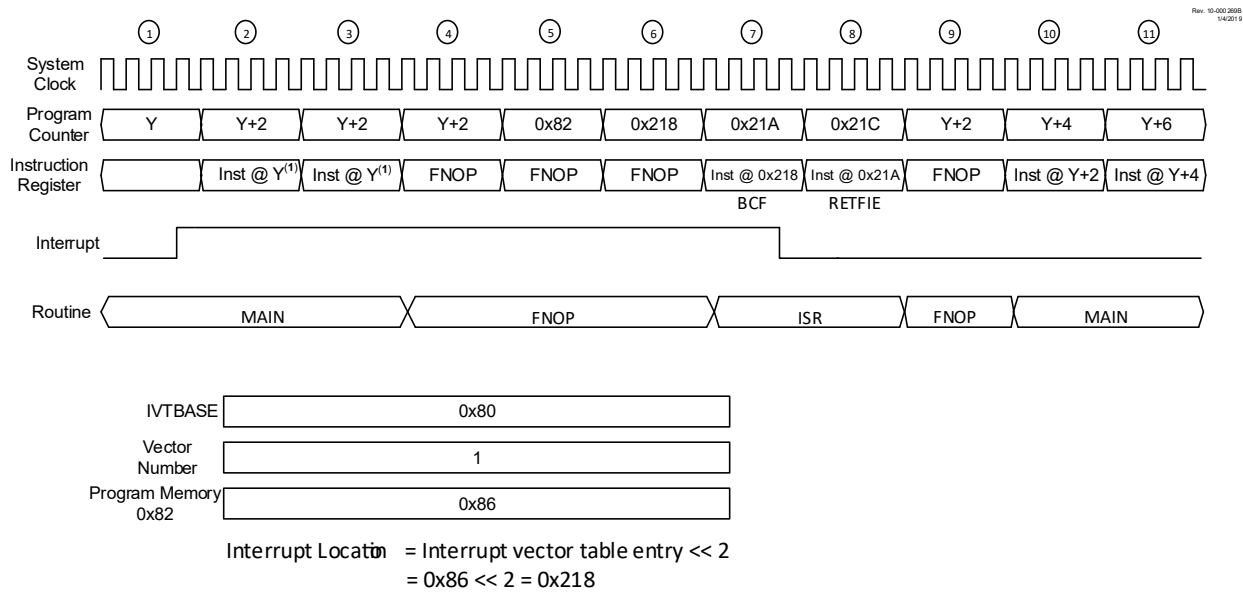 Rev. 10-000269B
1/4/2019
1 2 3 4 5 6 7 8 9 10 11
System
Clock
Program
Counter
Y Y+2 Y+2 Y+2 0x82 0x218 0x21A 0x21C Y+2 Y+4 Y+6
Instruction
Register
Inst @ Y(1) Inst @ Y(1) FNOP FNOP FNOP Inst @ 0x218 Inst @ 0x21A FNOP Inst @ Y+2 Inst @ Y+4
BCF RETFIE
Interrupt
Routine MAIN FNOP ISR FNOP MAIN
IVTBASE 0x80
Vector
Number
1
Program Memory
0x82
0x86
Interrupt Location = Interrupt vector table entry << 2
= 0x86 << 2 = 0x218